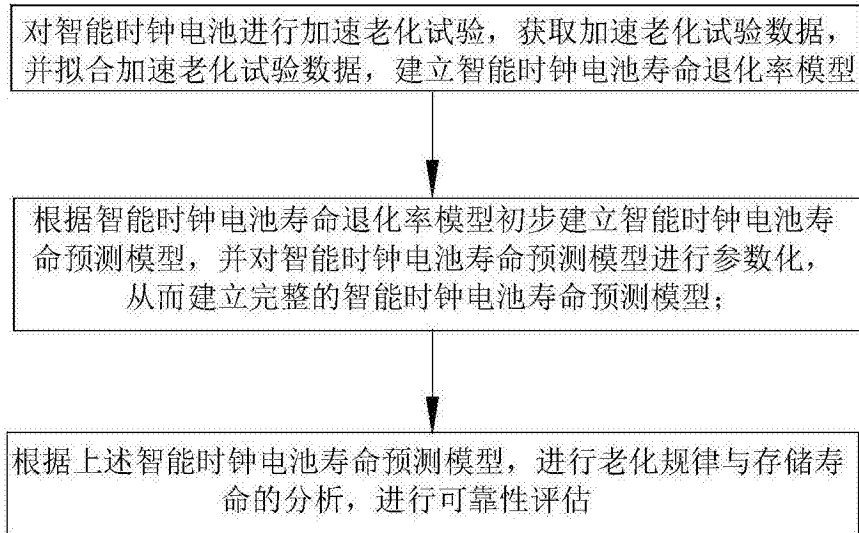 对智能时钟电池进行加速老化试验，获取加速老化试验数据，
并拟合加速老化试验数据，建立智能时钟电池寿命退化率模型
根据智能时钟电池寿命退化率模型初步建立智能时钟电池寿
命预测模型，并对智能时钟电池寿命预测模型进行参数化，
从而建立完整的智能时钟电池寿命预测模型；
根据上述智能时钟电池寿命预测模型，进行老化规律与存储寿
命的分析，进行可靠性评估